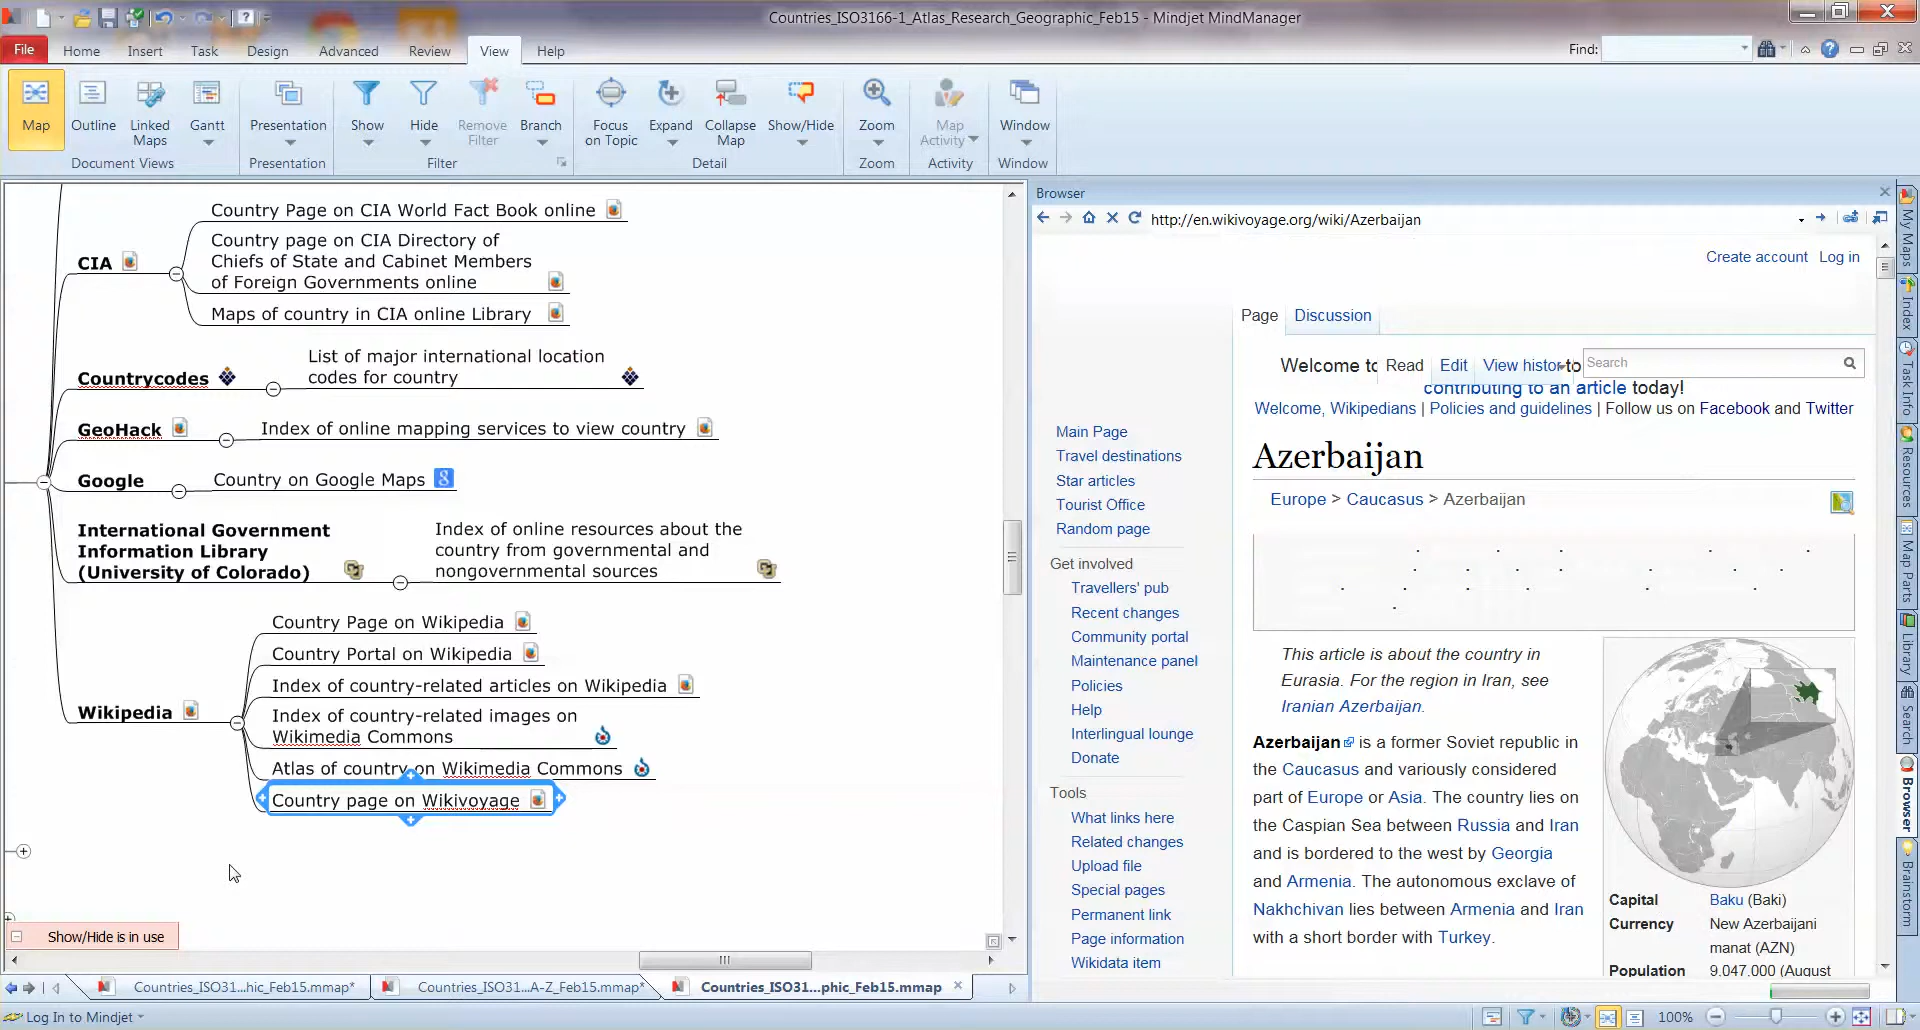 Countries_ISO3166-1_Atlas_Research_Geographic_Feb15 - Mindjet MindManager
File
Home
Insert
Task
Design
Advanced
Review
View
Help
Find:
Map
Outline
Linked
Maps
Gantt
Document Views
Presentation
Presentation
Show
Hide
Remove
Filter
Branch
Filter
Focus
on Topic
Expand
Collapse
Map
Show/Hide
Detail
Zoom
Zoom
Map
Activity
Activity
Window
Window
CIA
Country Page on CIA World Fact Book online
Country page on CIA Directory of
Chiefs of State and Cabinet Members
of Foreign Governments online
Maps of country in CIA online Library
Countrycodes
List of major international location
codes for country
GeoHack
Index of online mapping services to view country
Google
Country on Google Maps
8
International Government
Information Library
(University of Colorado)
Index of online resources about the
country from governmental and
nongovernmental sources
Wikipedia
Country Page on Wikipedia
Country Portal on Wikipedia
Index of country-related articles on Wikipedia
Index of country-related images on
Wikimedia Commons
Atlas of country on Wikimedia Commons
Country page on Wikivoyage
Show/Hide is in use
Countries_ISO31...hic_Feb15.mmap*
Countries_ISO31...A-Z_Feb15.mmap*
Countries_ISO31...phic_Feb15.mmap
Log In to Mindjet
100%
Browser
http://en.wikivoyage.org/wiki/Azerbaijan
Create account
Log in
Page
Discussion
Welcome to
Read
Edit
View histor
to
Search
contributing to an article today!
Welcome, Wikipedians | Policies and guidelines | Follow us on Facebook and Twitter
Main Page
Travel destinations
Star articles
Tourist Office
Random page
Get involved
Travellers' pub
Recent changes
Community portal
Maintenance panel
Policies
Help
Interlingual lounge
Donate
Tools
What links here
Related changes
Upload file
Special pages
Permanent link
Page information
Wikidata item
Azerbaijan
Europe > Caucasus > Azerbaijan
This article is about the country in
Eurasia. For the region in Iran, see
Iranian Azerbaijan.
Azerbaijan is a former Soviet republic in
the Caucasus and variously considered
part of Europe or Asia. The country lies on
the Caspian Sea between Russia and Iran
and is bordered to the west by Georgia
and Armenia. The autonomous exclave of
Nakhchivan lies between Armenia and Iran
with a short border with Turkey.
Capital
Baku (Baki)
Currency
New Azerbaijani
manat (AZN)
Population
9,047,000 (August
My Maps
Index
Task Info
Resources
Map Parts
Library
Search
Browser
Brainstorm